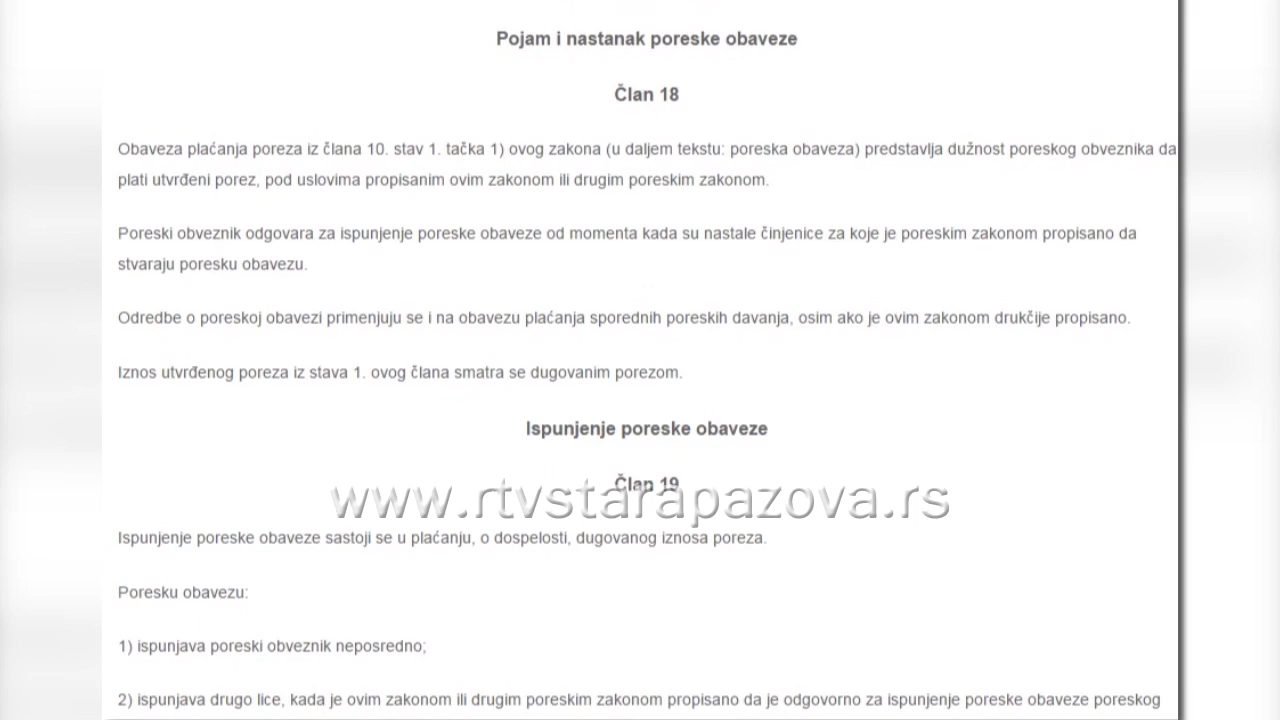 Pojam i nastanak poreske obaveze
Član 18
Obaveza plaćanja poreza iz člana 10. stav 1. tačka 1) ovog zakona (u daljem tekstu: poreska obaveza) predstavlja dužnost poreskog obveznika da
plati utvrđeni porez, pod uslovima propisanim ovim zakonom ili drugim poreskim zakonom.
Poreski obveznik odgovara za ispunjenje poreske obaveze od momenta kada su nastale činjenice za koje je poreskim zakonom propisano da
stvaraju poresku obavezu.
Odredbe o poreskoj obavezi primenjuju se i na obavezu plaćanja sporednih poreskih davanja, osim ako je ovim zakonom drukčije propisano.
Iznos utvrđenog poreza iz stava 1. ovog člana smatra se dugovanim porezom.
Ispunjenje poreske obaveze
Član 19
www.rtvstarapazova.rs
Ispunjenje poreske obaveze sastoji se u plaćanju, o dospelosti, dugovanog iznosa poreza.
Poresku obavezu:
1) ispunjava poreski obveznik neposredno;
2) ispunjava drugo lice, kada je ovim zakonom ili drugim poreskim zakonom propisano da je odgovorno za ispunjenje poreske obaveze poreskog